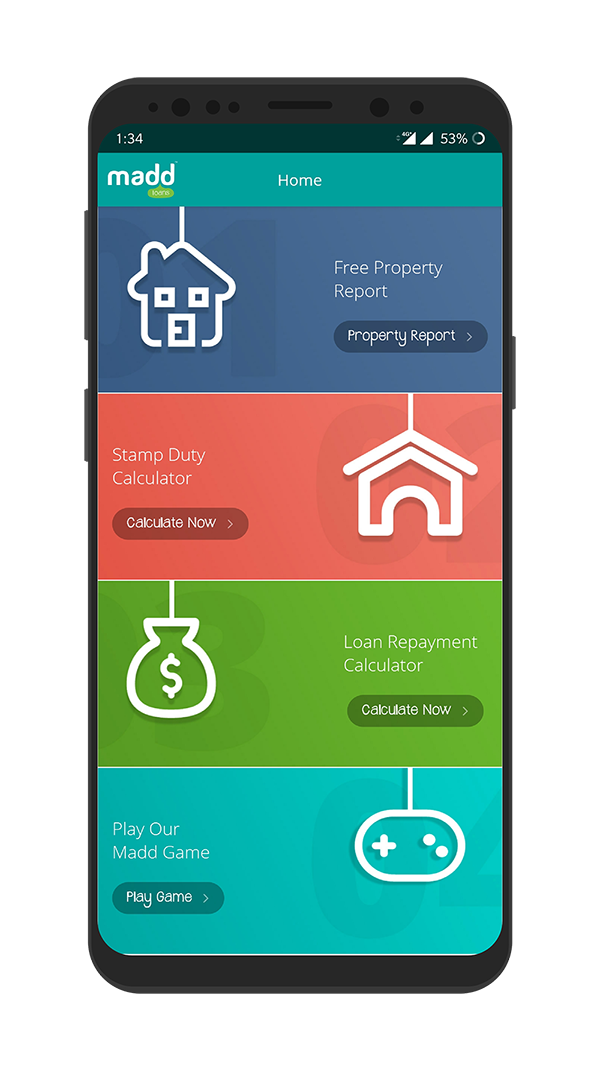 1:34
4G+
53%
madd
loans
Home
01
Free Property
Report
Property Report
02
Stamp Duty
Calculator
Calculate Now
03
$
Loan Repayment
Calculator
Calculate Now
04
Play Our
Madd Game
Play Game